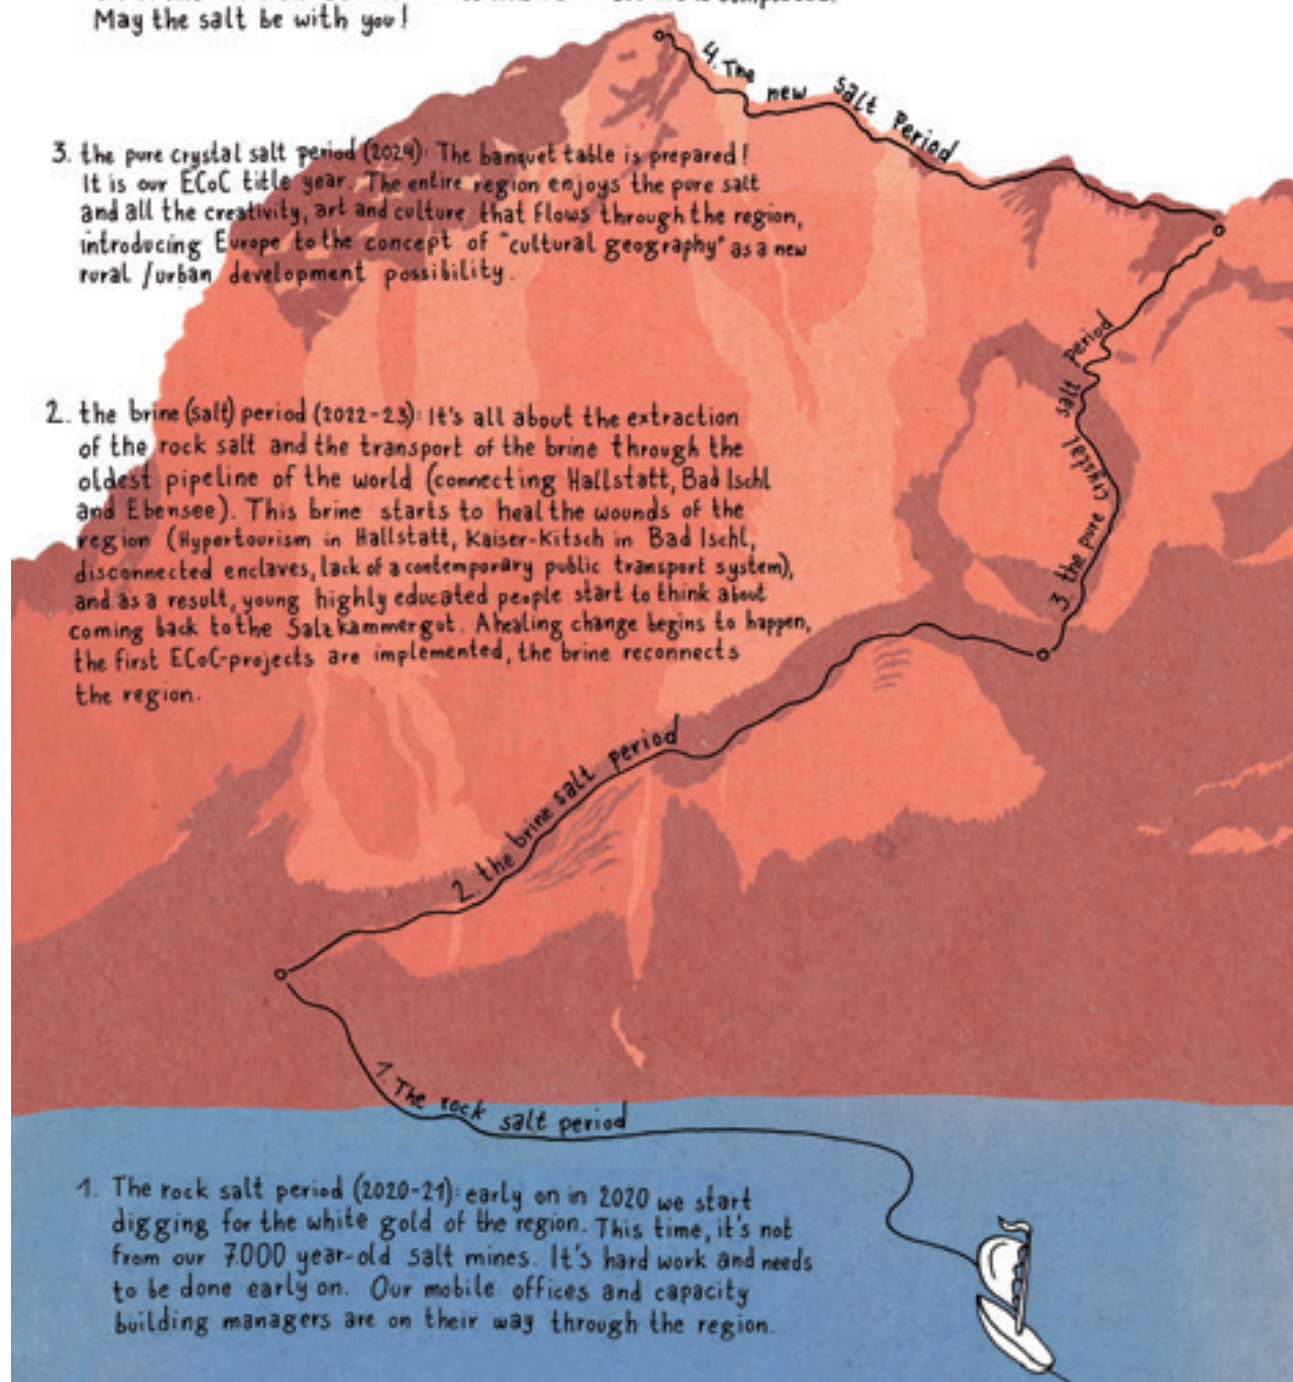 May the salt be with you!
4. The new salt Period
3. the pure crystal salt period (2024): The banquet table is prepared!
It is our ECoC title year. The entire region enjoys the pure salt
and all the creativity, art and culture that flows through the region,
introducing Europe to the concept of "cultural geography" as a new
rural /urban development possibility.
3. the pure crystal salt period
2. the brine (salt) period (2022-23): It's all about the extraction
of the rock salt and the transport of the brine through the
oldest pipeline of the world (connecting Hallstatt, Bad Ischl
and Ebensee). This brine starts to heal the wounds of the
region (Hypertourism in Hallstatt, Kaiser-Kitsch in Bad Ischl,
disconnected enclaves, lack of a contemporary public transport system),
and as a result, young highly educated people start to think about
coming back to the Salzkammergut. A healing change begins to happen,
the first ECoC-projects are implemented, the brine reconnects
the region.
2. the brine salt period
1. The rock salt period
1. The rock salt period (2020-21): early on in 2020 we start
digging for the white gold of the region. This time, it's not
from our 7.000 year-old salt mines. It's hard work and needs
to be done early on. Our mobile offices and capacity
building managers are on their way through the region.